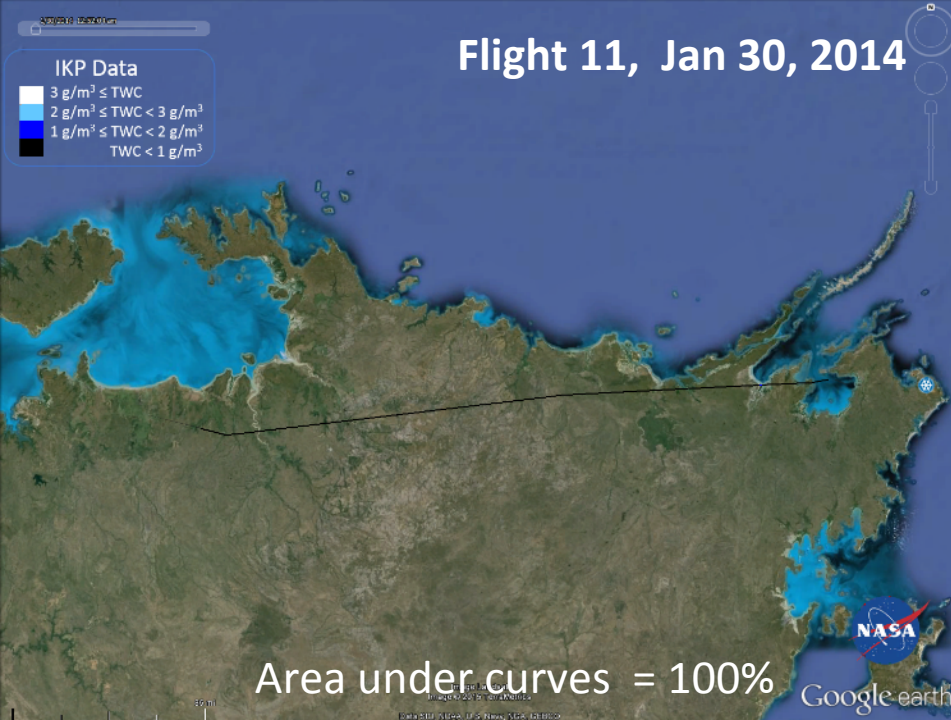 Flight 11, Jan 30, 2014
IKP Data
3 g/m³ ≤ TWC
2 g/m³ ≤ TWC < 3 g/m³
1 g/m³ ≤ TWC < 2 g/m³
TWC < 1 g/m³
N
NASA
Area under curves = 100%
Google earth